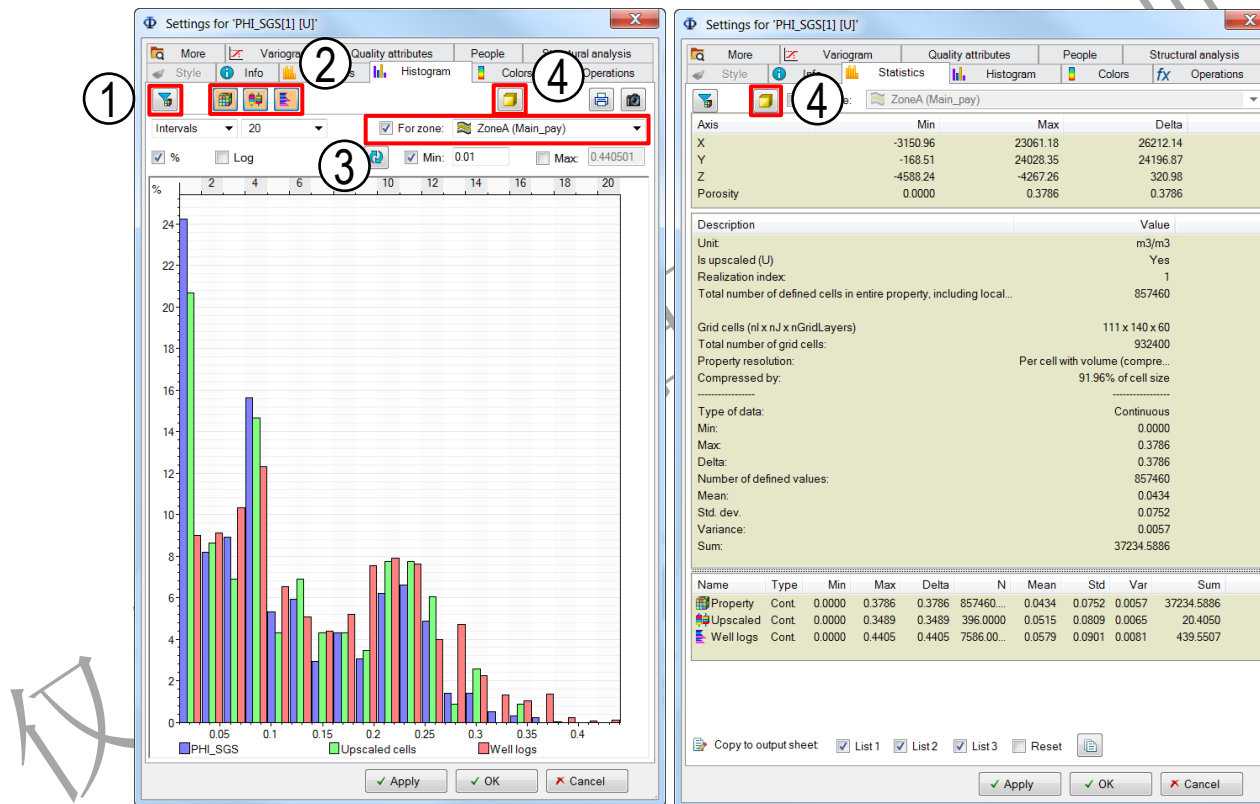 Settings for 'PHI_SGS[1] [U]'
More Variogra Quality attributes People Structural analysis
Style Info s Histogram Colors Operations
1 2 4
Intervals 20 For zone: ZoneA (Main_pay)
% Log 3 Min: 0.01 Max: 0.440501
% 2 4 6 10 12 14 16 18 20
24
22
20
18
16
14
12
10
8
6
4
2
0
0.05 0.1 0.15 0.2 0.25 0.3 0.35 0.4
PHI_SGS Upscaled cells Well logs
Apply OK Cancel
Settings for 'PHI_SGS[1] [U]'
More Variogram Quality attributes People Structural analysis
Style Info Statistics Histogram Colors fx Operations
4 e: ZoneA (Main_pay)
Axis Min Max Delta
X -3150.96 23061.18 26212.14
Y -168.51 24028.35 24196.87
Z -4588.24 -4267.26 320.98
Porosity 0.0000 0.3786 0.3786
Description Value
Unit: m3/m3
Is upscaled (U) Yes
Realization index: 1
Total number of defined cells in entire property, including local... 857460
Grid cells (nI x nJ x nGridLayers) 111 x 140 x 60
Total number of grid cells: 932400
Property resolution: Per cell with volume (compre...
Compressed by: 91.96% of cell size
----------------- -----------------
Type of data: Continuous
Min: 0.0000
Max: 0.3786
Delta: 0.3786
Number of defined values: 857460
Mean: 0.0434
Std. dev. 0.0752
Variance: 0.0057
Sum: 37234.5886
Name Type Min Max Delta N Mean Std Var Sum
Property Cont. 0.0000 0.3786 0.3786 857460.... 0.0434 0.0752 0.0057 37234.5886
Upscaled Cont. 0.0000 0.3489 0.3489 396.0000 0.0515 0.0809 0.0065 20.4050
Well logs Cont. 0.0000 0.4405 0.4405 7586.00... 0.0579 0.0901 0.0081 439.5507
Copy to output sheet: List 1 List 2 List 3 Reset
Apply OK Cancel